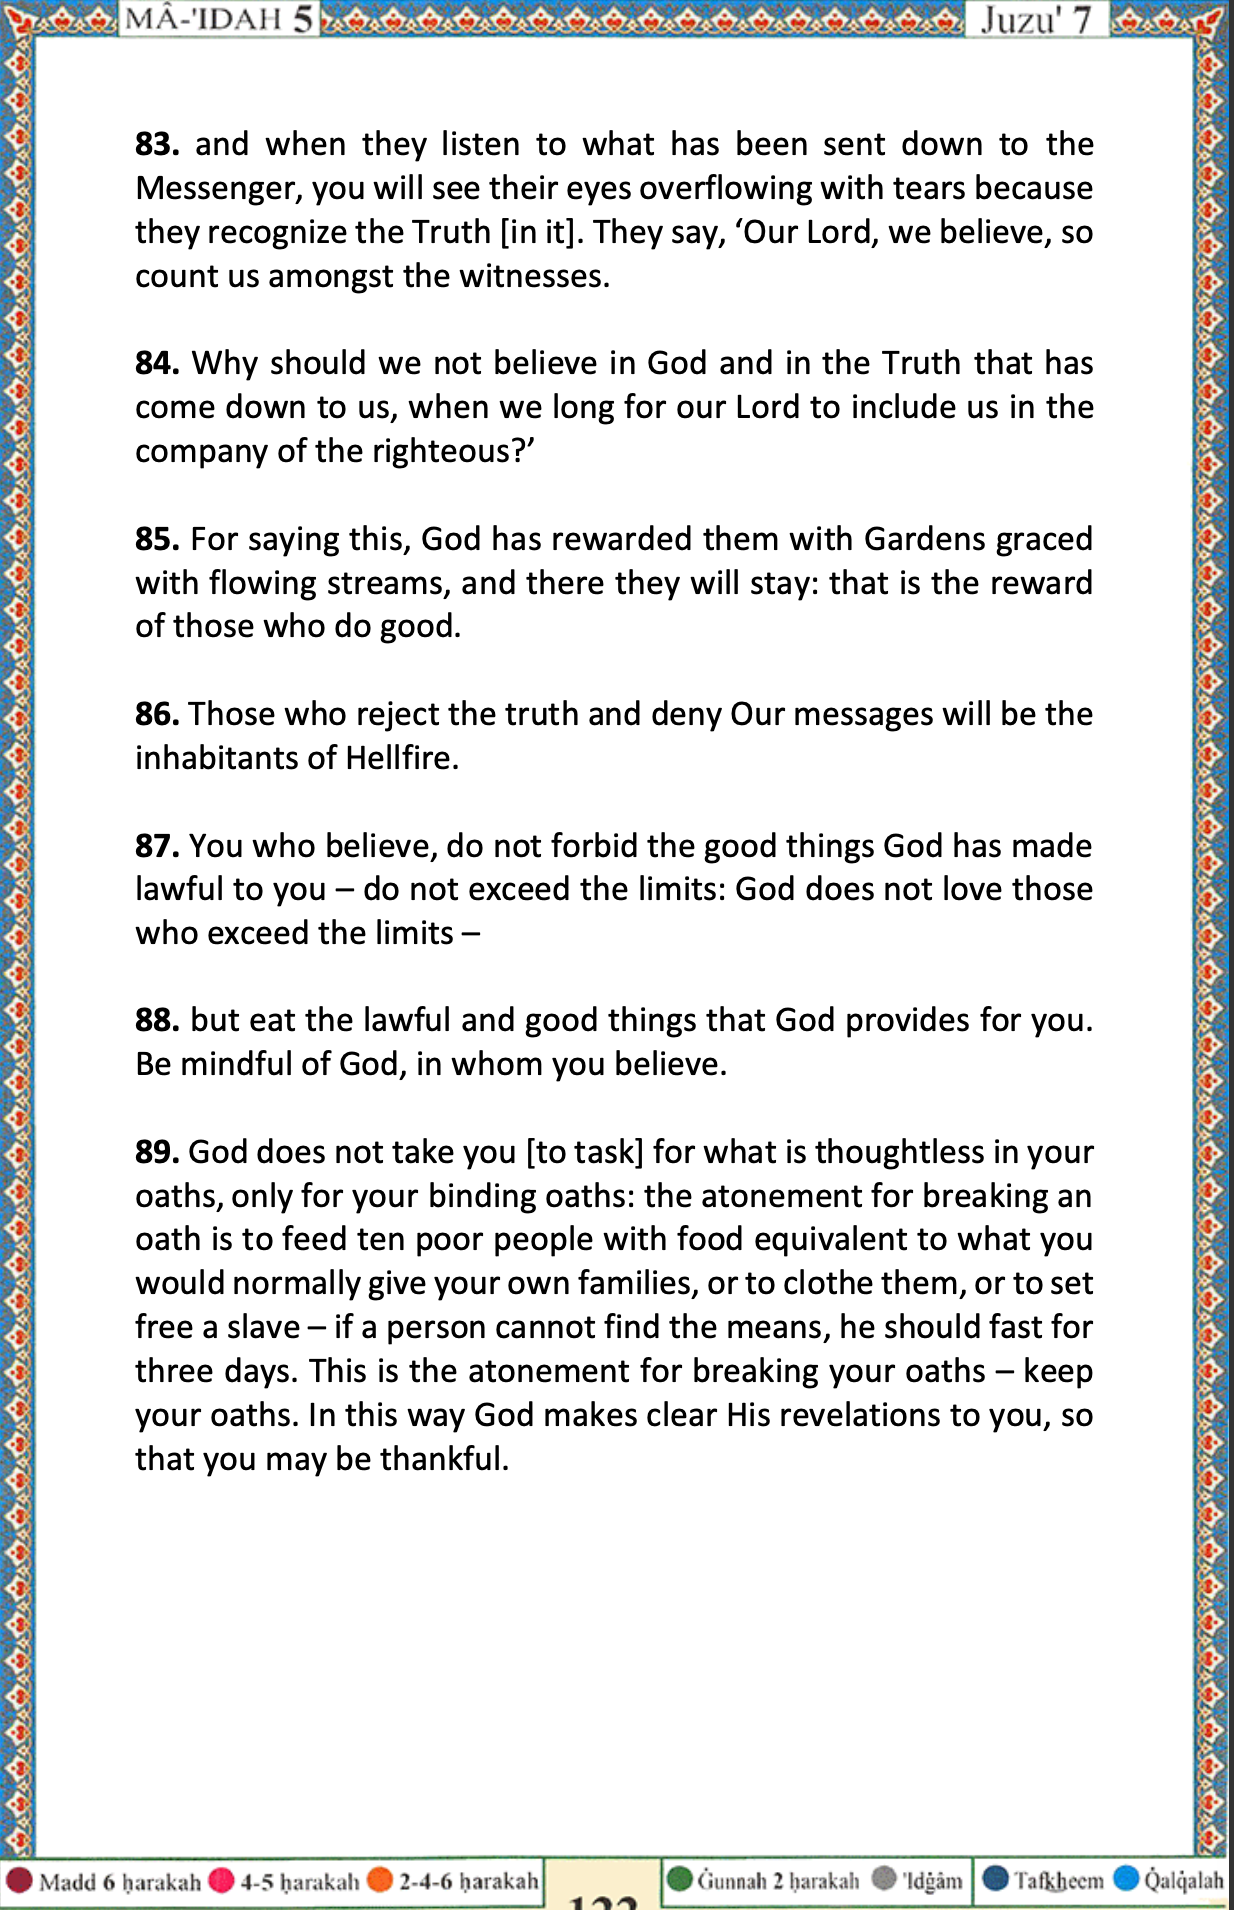 MÂ-'IDAH 5
Juzu' 7
83. and when they listen to what has been sent down to the
Messenger, you will see their eyes overflowing with tears because
they recognize the Truth [in it]. They say, ‘Our Lord, we believe, so
count us amongst the witnesses.
84. Why should we not believe in God and in the Truth that has
come down to us, when we long for our Lord to include us in the
company of the righteous?’
85. For saying this, God has rewarded them with Gardens graced
with flowing streams, and there they will stay: that is the reward
of those who do good.
86. Those who reject the truth and deny Our messages will be the
inhabitants of Hellfire.
87. You who believe, do not forbid the good things God has made
lawful to you – do not exceed the limits: God does not love those
who exceed the limits –
88. but eat the lawful and good things that God provides for you.
Be mindful of God, in whom you believe.
89. God does not take you [to task] for what is thoughtless in your
oaths, only for your binding oaths: the atonement for breaking an
oath is to feed ten poor people with food equivalent to what you
would normally give your own families, or to clothe them, or to set
free a slave – if a person cannot find the means, he should fast for
three days. This is the atonement for breaking your oaths – keep
your oaths. In this way God makes clear His revelations to you, so
that you may be thankful.
Madd 6 ḥarakah 4-5 ḥarakah 2-4-6 ḥarakah
Ġunnah 2 ḥarakah 'Idġâm Tafkheem Q̇alq̇alah